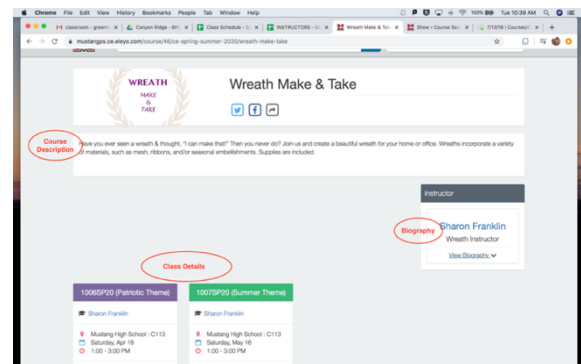 Chrome File Edit View History Bookmarks People Tab Window Help
100% Tue 10:39 AM
Wreath Make & Take
mustangps.ce.eleyo.com/course/46/ce-spring-summer-2020/wreath-make-take
WREATH
MAKE
&
TAKE
Wreath Make & Take
Course
Description
Have you ever seen a wreath & thought, "I can make that!" Then you never do? Join us and create a beautiful wreath for your home or office. Wreaths incorporate a variety
of materials, such as mesh, ribbons, and/or seasonal embellishments. Supplies are included.
Instructor
Biography
Sharon Franklin
Wreath Instructor
View Biography
Class Details
1006SP20 (Patriotic Theme)
Sharon Franklin
Mustang High School : C113
Saturday, Apr 18
1:00 - 3:00 PM
1007SP20 (Summer Theme)
Sharon Franklin
Mustang High School : C113
Saturday, May 16
1:00 - 3:00 PM